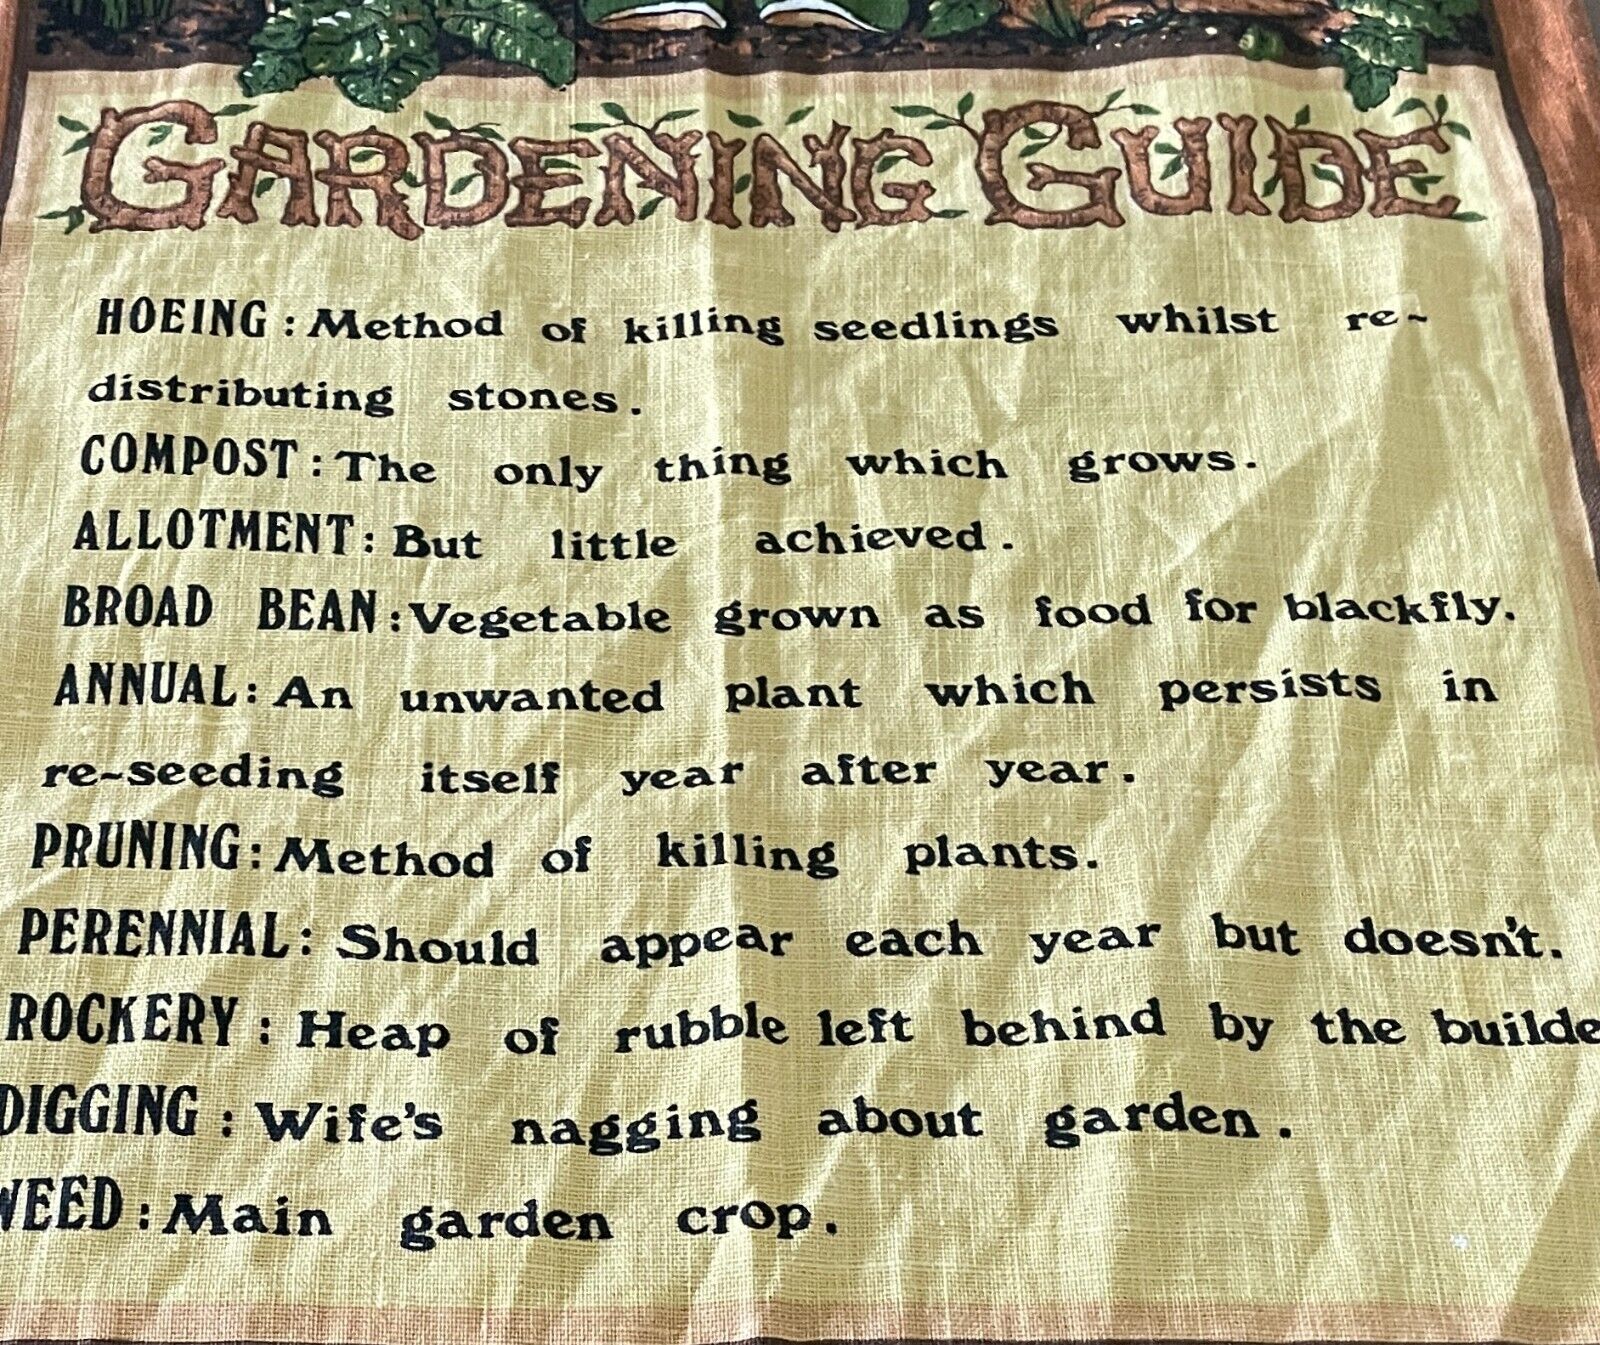 GARDENING GUIDE
HOEING : Method of killing seedlings whilst re-
distributing stones.
COMPOST : The only thing which grows.
ALLOTMENT : But little achieved.
BROAD BEAN : Vegetable grown as food for blackfly.
ANNUAL : An unwanted plant which persists in
re-seeding itself year after year.
PRUNING : Method of killing plants.
PERENNIAL : Should appear each year but doesn't.
ROCKERY : Heap of rubble left behind by the builde
DIGGING : Wife's nagging about garden.
WEED : Main garden crop.